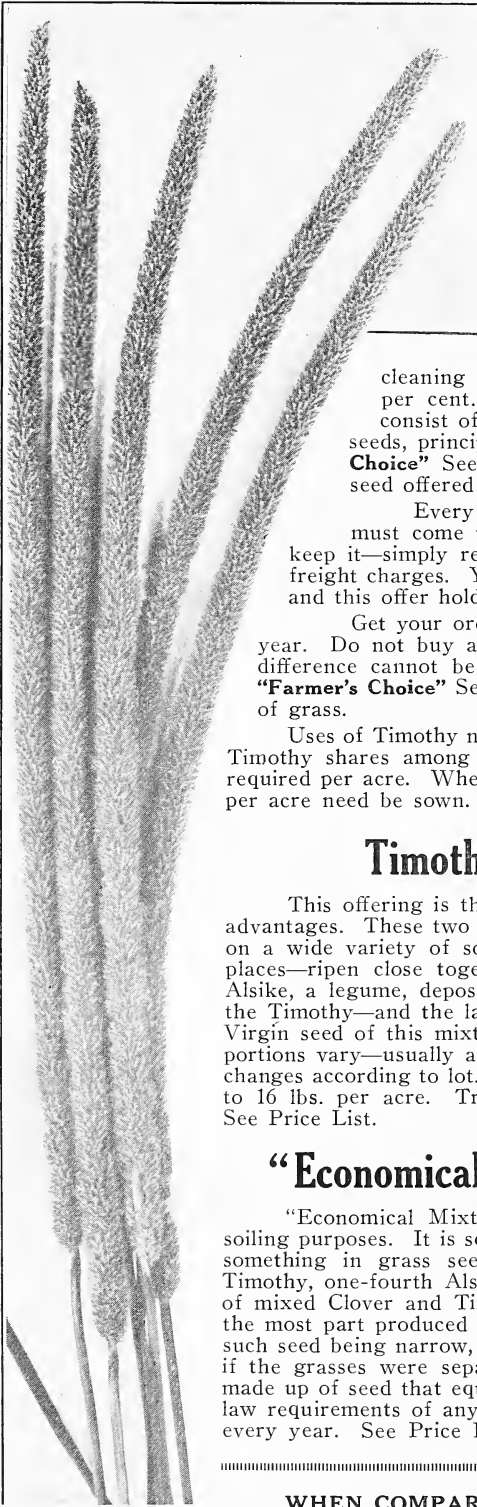 cleaning
per cent.
consist of
seeds, princi
Choice” See
seed offered
Every
must come
keep it—simply re
freight charges. Y
and this offer hold
Get your or
year. Do not buy a
difference cannot be
“Farmer’s Choice” Se
of grass.
Uses of Timothy n
Timothy shares among
required per acre. Whe
per acre need be sown.
Timoth
This offering is th
advantages. These two
on a wide variety of so
places—ripen close toge
Alsike, a legume, depos
the Timothy—and the la
Virgin seed of this mixt
portions vary—usually a
changes according to lot.
to 16 lbs. per acre. Tr
See Price List.
“Economical
“Economical Mixt
soiling purposes. It is so
something in grass see
Timothy, one-fourth Als
of mixed Clover and Ti
the most part produced
such seed being narrow,
if the grasses were sepa
made up of seed that equ
law requirements of any
every year. See Price
WHEN COMPAR